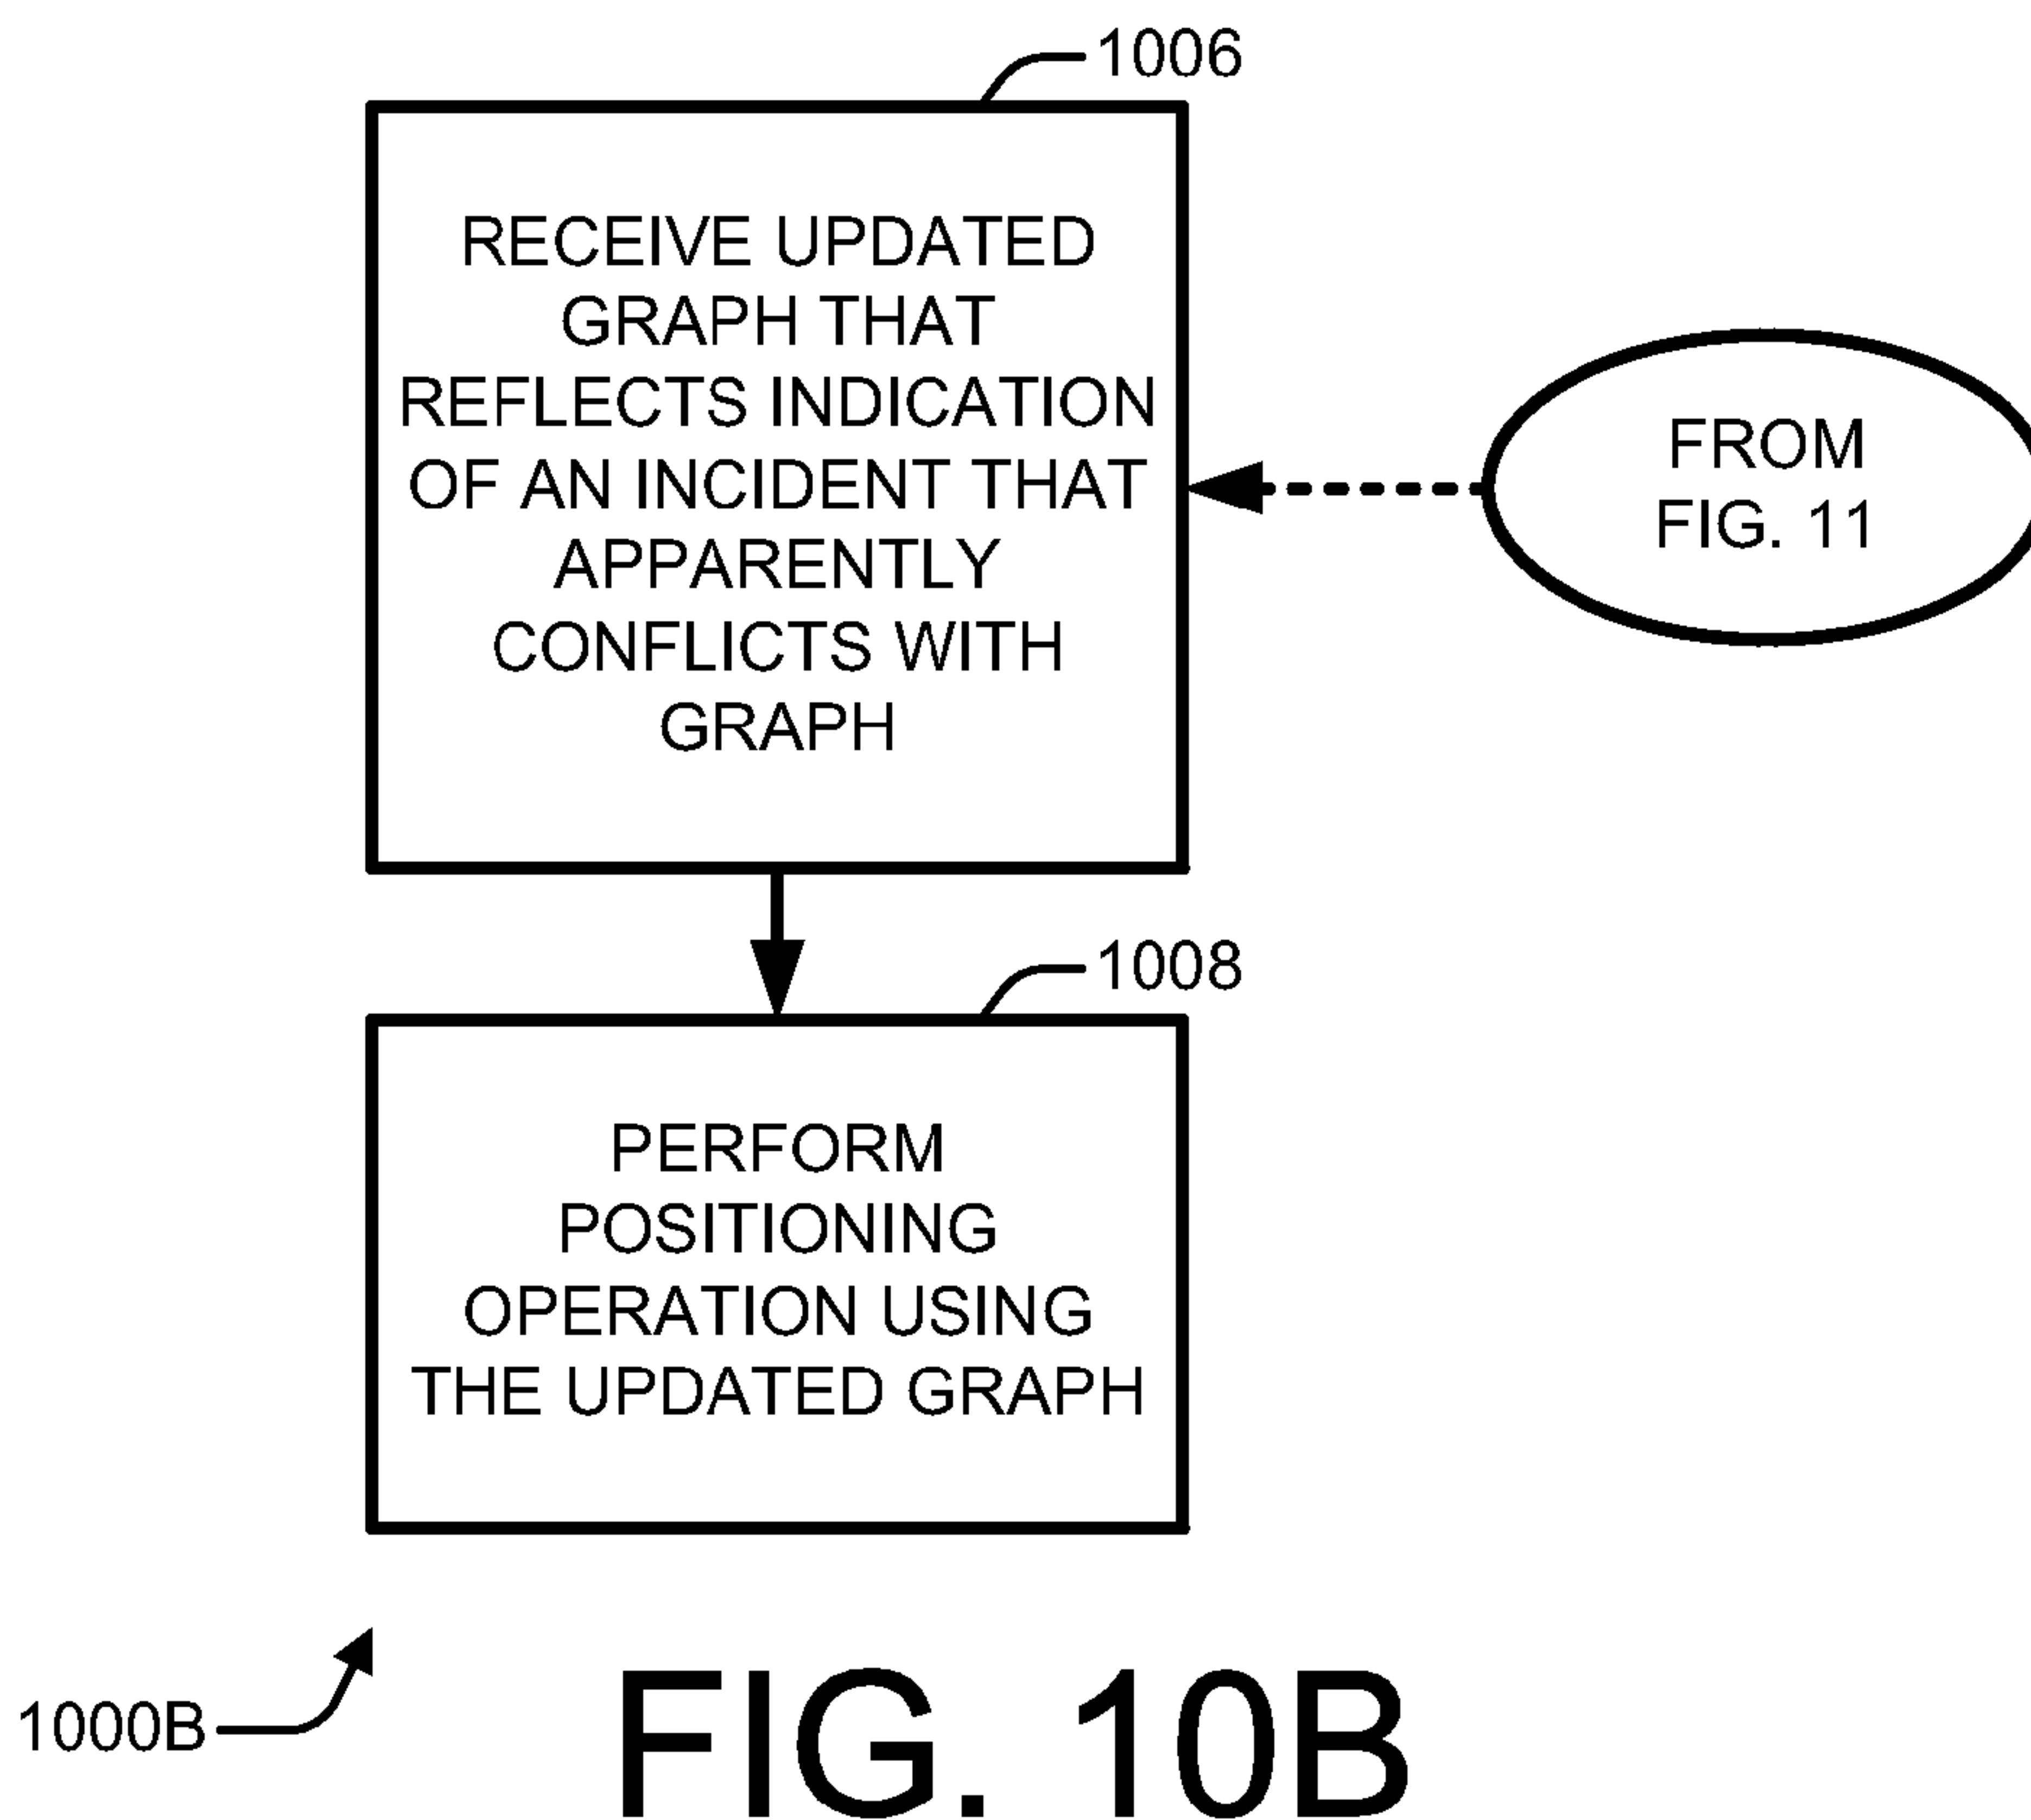 1006
RECEIVE UPDATED
GRAPH THAT
REFLECTS INDICATION
OF AN INCIDENT THAT
APPARENTLY
CONFLICTS WITH
GRAPH
FROM
FIG. 11
1008
PERFORM
POSITIONING
OPERATION USING
THE UPDATED GRAPH
1000B
FIG. 10B